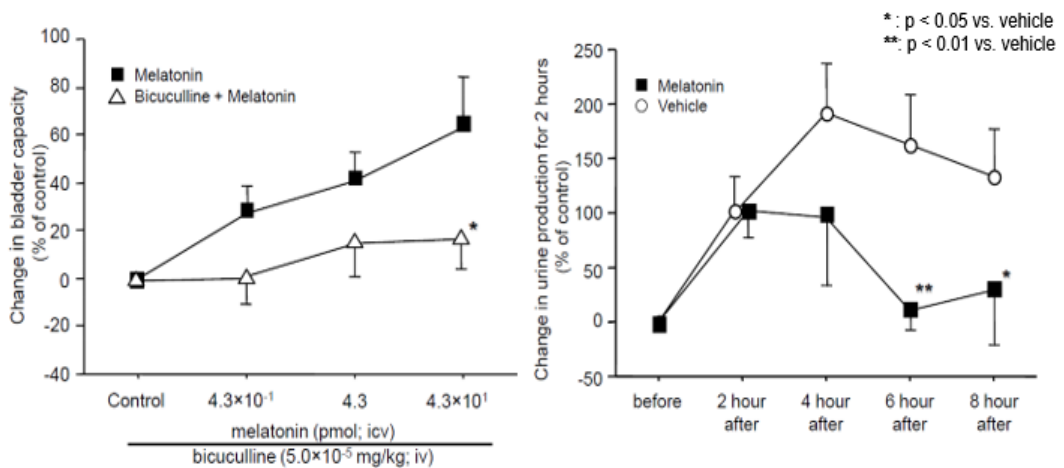 * : p < 0.05 vs. vehicle
**: p < 0.01 vs. vehicle
100
80
60
40
20
0
-20
-40
Change in bladder capacity
(% of control)
Melatonin
Bicuculline + Melatonin
*
Control
4.3×10⁻¹
4.3
4.3×10¹
melatonin (pmol; icv)
bicuculline (5.0×10⁻⁵ mg/kg; iv)
250
200
150
100
50
0
-50
Change in urine production for 2 hours
(% of control)
Melatonin
Vehicle
**
*
before
2 hour
after
4 hour
after
6 hour
after
8 hour
after